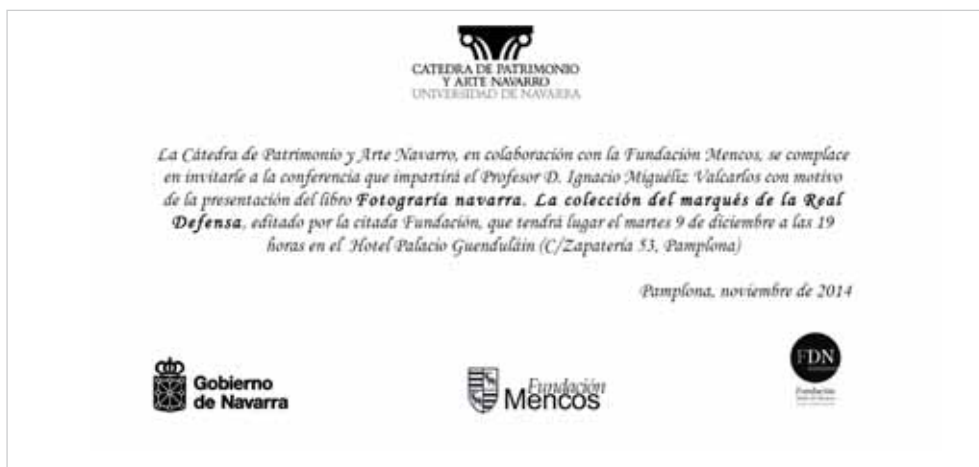 CATEDRA DE PATRIMONIO
Y ARTE NAVARRO
UNIVERSIDAD DE NAVARRA
La Cátedra de Patrimonio y Arte Navarro, en colaboración con la Fundación Mencos, se complace
en invitarle a la conferencia que impartirá el Profesor D. Ignacio Miguéliz Valcarlos con motivo
de la presentación del libro Fotograría navarra. La colección del marqués de la Real
Defensa, editado por la citada Fundación, que tendrá lugar el martes 9 de diciembre a las 19
horas en el Hotel Palacio Guenduláin (C/Zapatería 53, Pamplona)
Pamplona, noviembre de 2014
Gobierno
de Navarra
Fundación
Mencos
FDN
Fundación